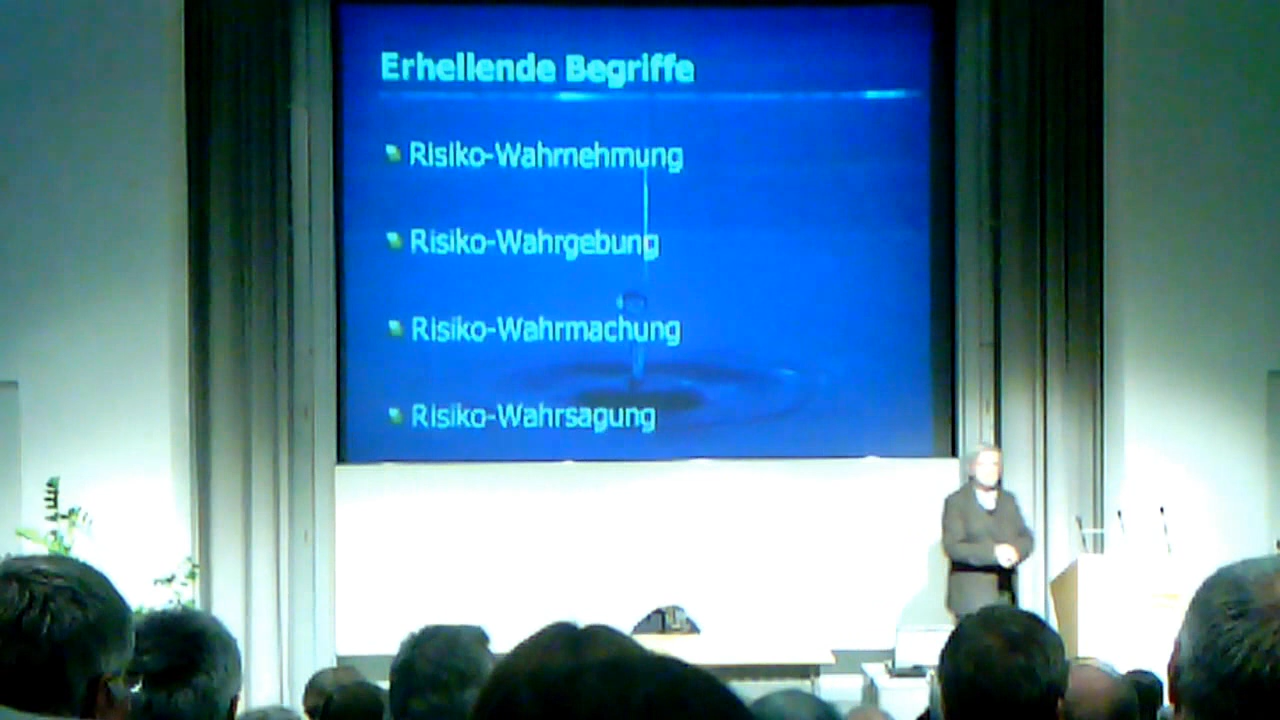 Erhellende Begriffe
Risiko-Wahrnehmung
Risiko-Wahrgebung
Risiko-Wahrmachung
Risiko-Wahrsagung